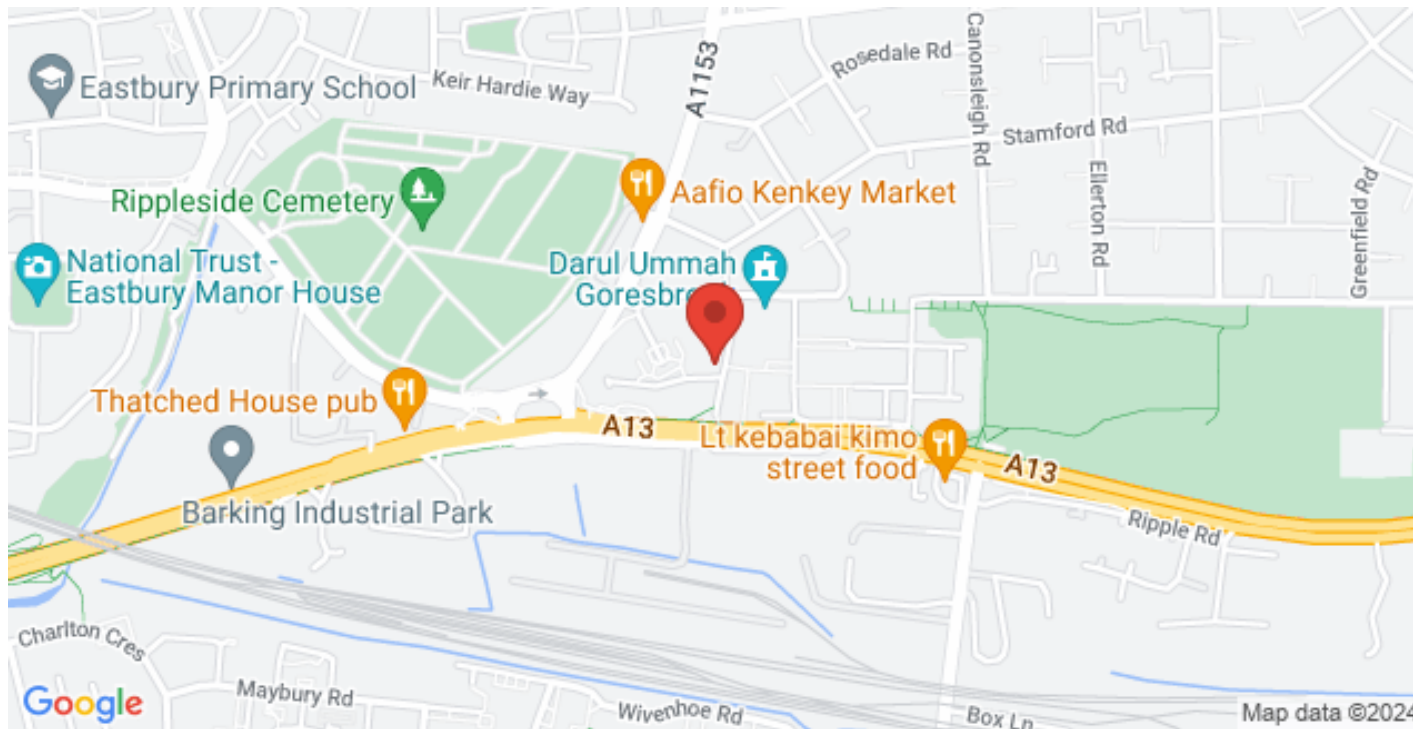 Canonsleigh Rd
Rosedale Rd
A1153
Eastbury Primary School
Keir Hardie Way
Stamford Rd
Ellerton Rd
Greenfield Rd
Rippleside Cemetery
Aafio Kenkey Market
National Trust -
Eastbury Manor House
Darul Ummah
Thatched House pub
A13
Lt kebabai kimo
street food
A13
Barking Industrial Park
Ripple Rd
Charlton Cres
Maybury Rd
Wivenhoe Rd
Box Ln
Google
Map data ©2024